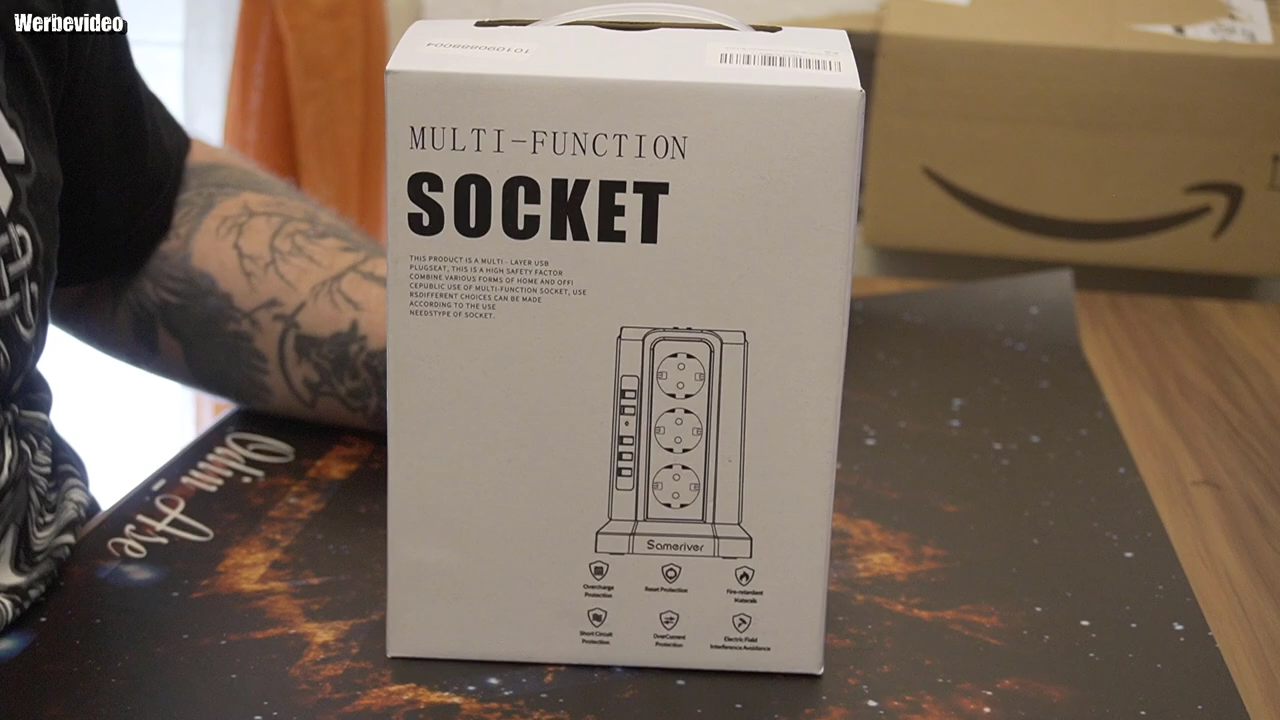 Werbevideo
1010908888004
MULTI-FUNCTION
SOCKET
THIS PRODUCT IS A MULTI - LAYER USB
PLUGSEAT, THIS IS A HIGH SAFETY FACTOR
COMBINE VARIOUS FORMS OF HOME AND OFFI
CEPUBLIC USE OF MULTI-FUNCTION SOCKET, USE
RSDIFFERENT CHOICES CAN BE MADE
ACCORDING TO THE USE
NEEDSTYPE OF SOCKET.
Sameriver
Overcharge
Protection
Reset Protection
Fire-retardant
Materials
Short Circuit
Protection
OverCurrent
Protection
Electric Field
Interference Avoidance